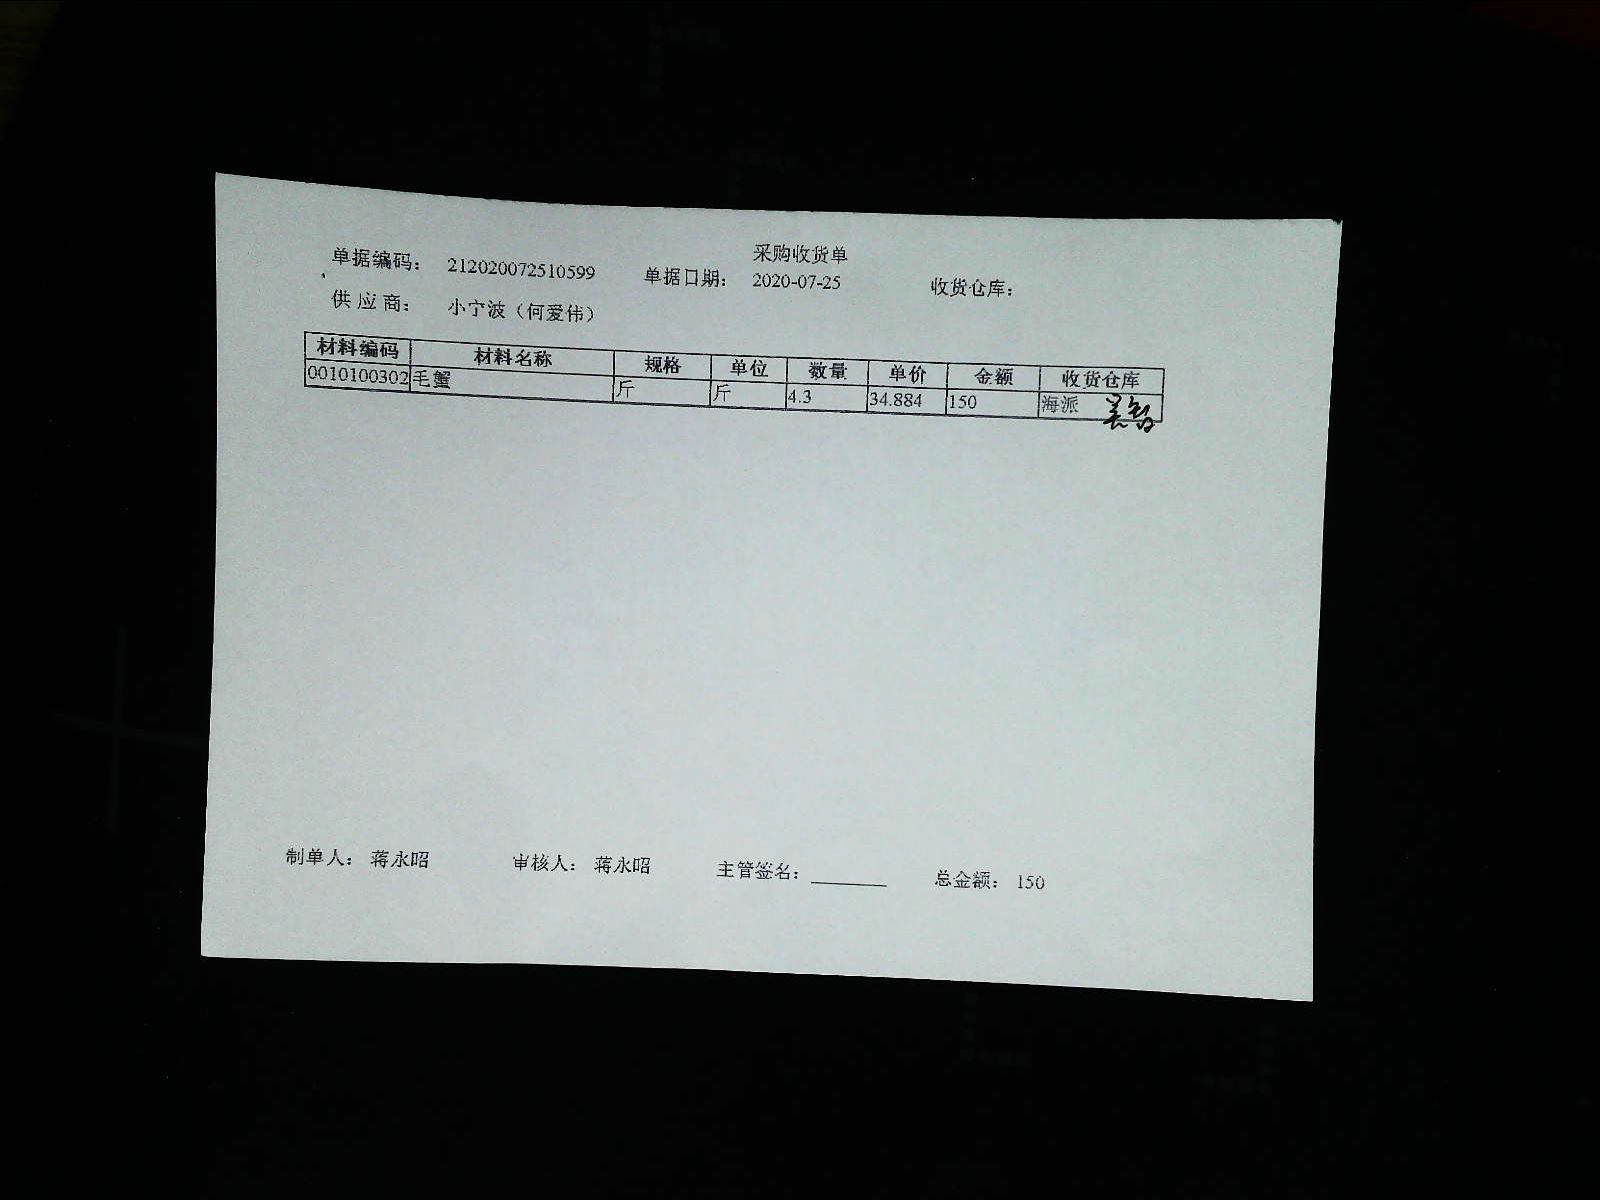 采购收货单
单据编码： 212020072510599 单据日期： 2020-07-25 收货仓库：
供应商： 小宁波（何爱伟）
材料编码 材料名称 规格 单位 数量 单价 金额 收货仓库
0010100302 毛蟹 斤 斤 4.3 34.884 150 海派
制单人： 蒋永昭 审核人： 蒋永昭 主管签名： 总金额： 150